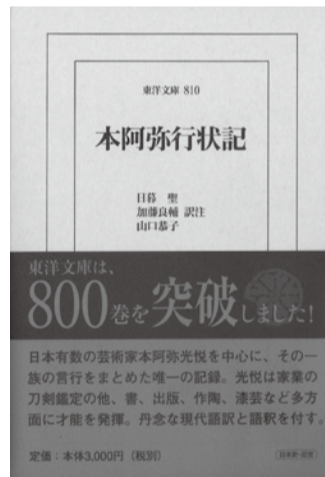 東洋文庫 810
本阿弥行状記
日暮 聖
加藤良輔 訳注
山口恭子
東洋文庫は、
800巻を突破しました!
日本有数の芸術家本阿弥光悦を中心に、その一
族の言行をまとめた唯一の記録。光悦は家業の
刀剣鑑定の他、書、出版、作陶、漆芸など多方
面に才能を発揮。丹念な現代語訳と語釈を付す。
定価:本体3,000円(税別)